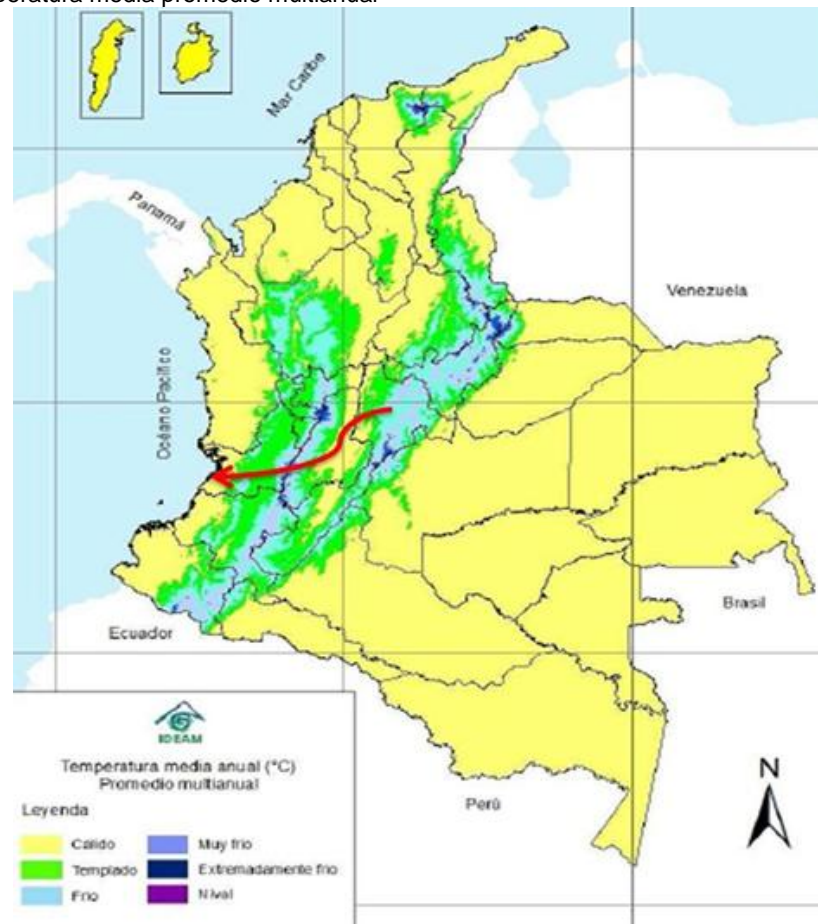 Mar Caribe
Panamá
Venezuela
Océano Pacífico
Brasil
Ecuador
Perú
N
IDEAM
Temperatura media anual (°C)
Promedio multianual
Leyenda
Cálido
Muy frío
Templado
Extremadamente frío
Frío
Nival